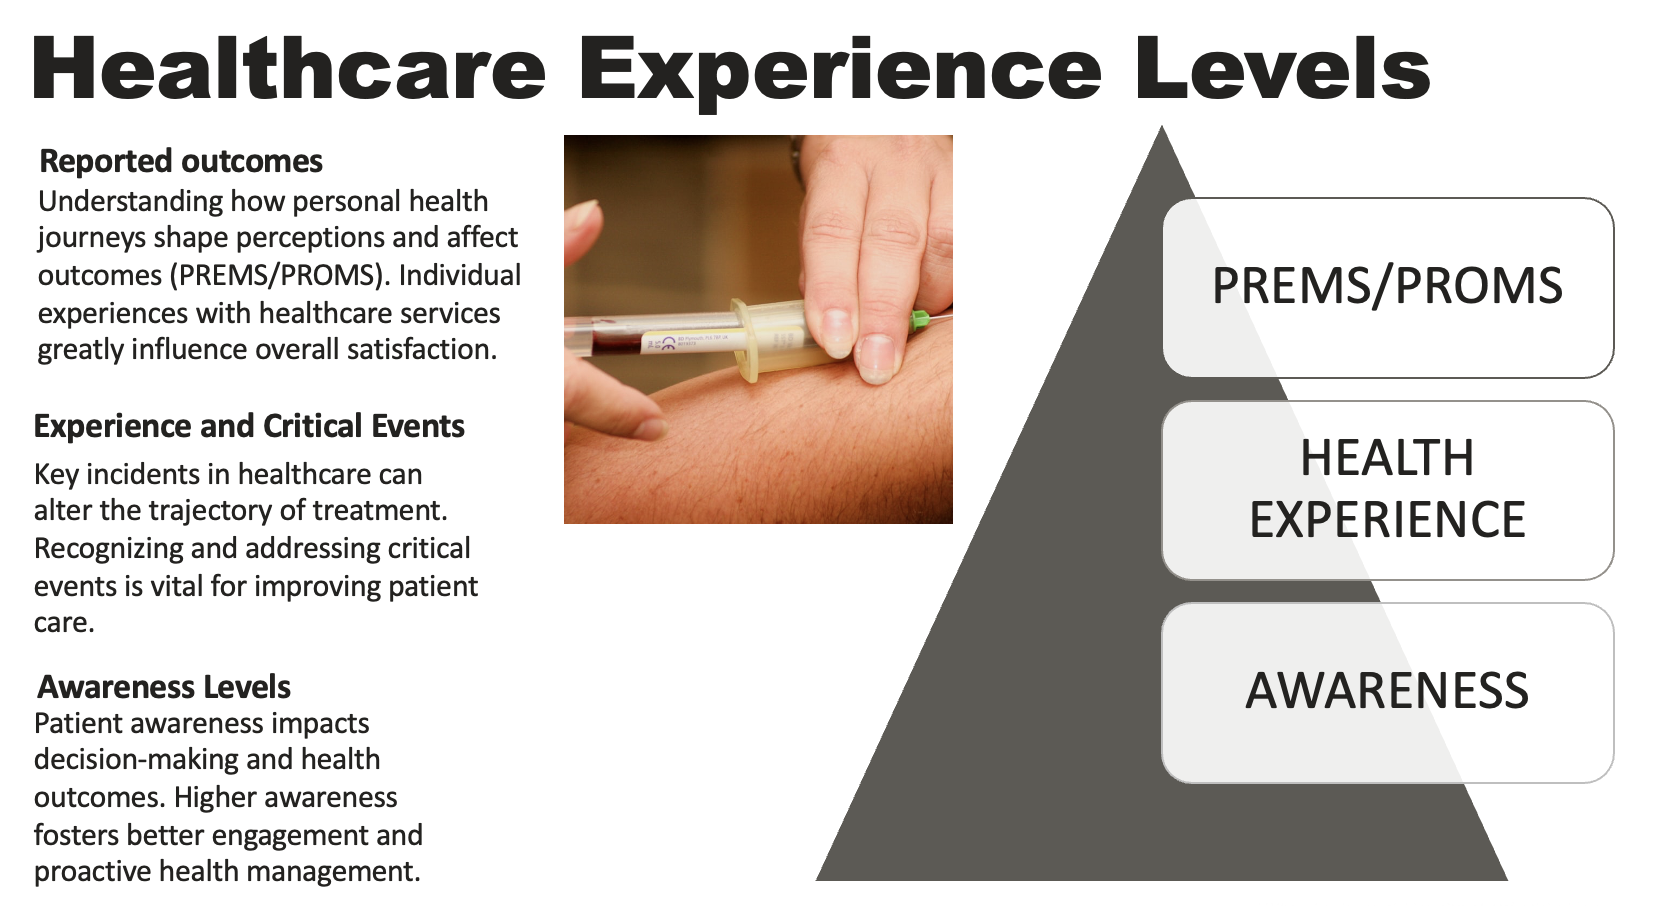 Healthcare Experience Levels
Reported outcomes
Understanding how personal health
journeys shape perceptions and affect
outcomes (PREMS/PROMS). Individual
experiences with healthcare services
greatly influence overall satisfaction.
Experience and Critical Events
Key incidents in healthcare can
alter the trajectory of treatment.
Recognizing and addressing critical
events is vital for improving patient
care.
Awareness Levels
Patient awareness impacts
decision-making and health
outcomes. Higher awareness
fosters better engagement and
proactive health management.
CE
PREMS/PROMS
HEALTH
EXPERIENCE
AWARENESS